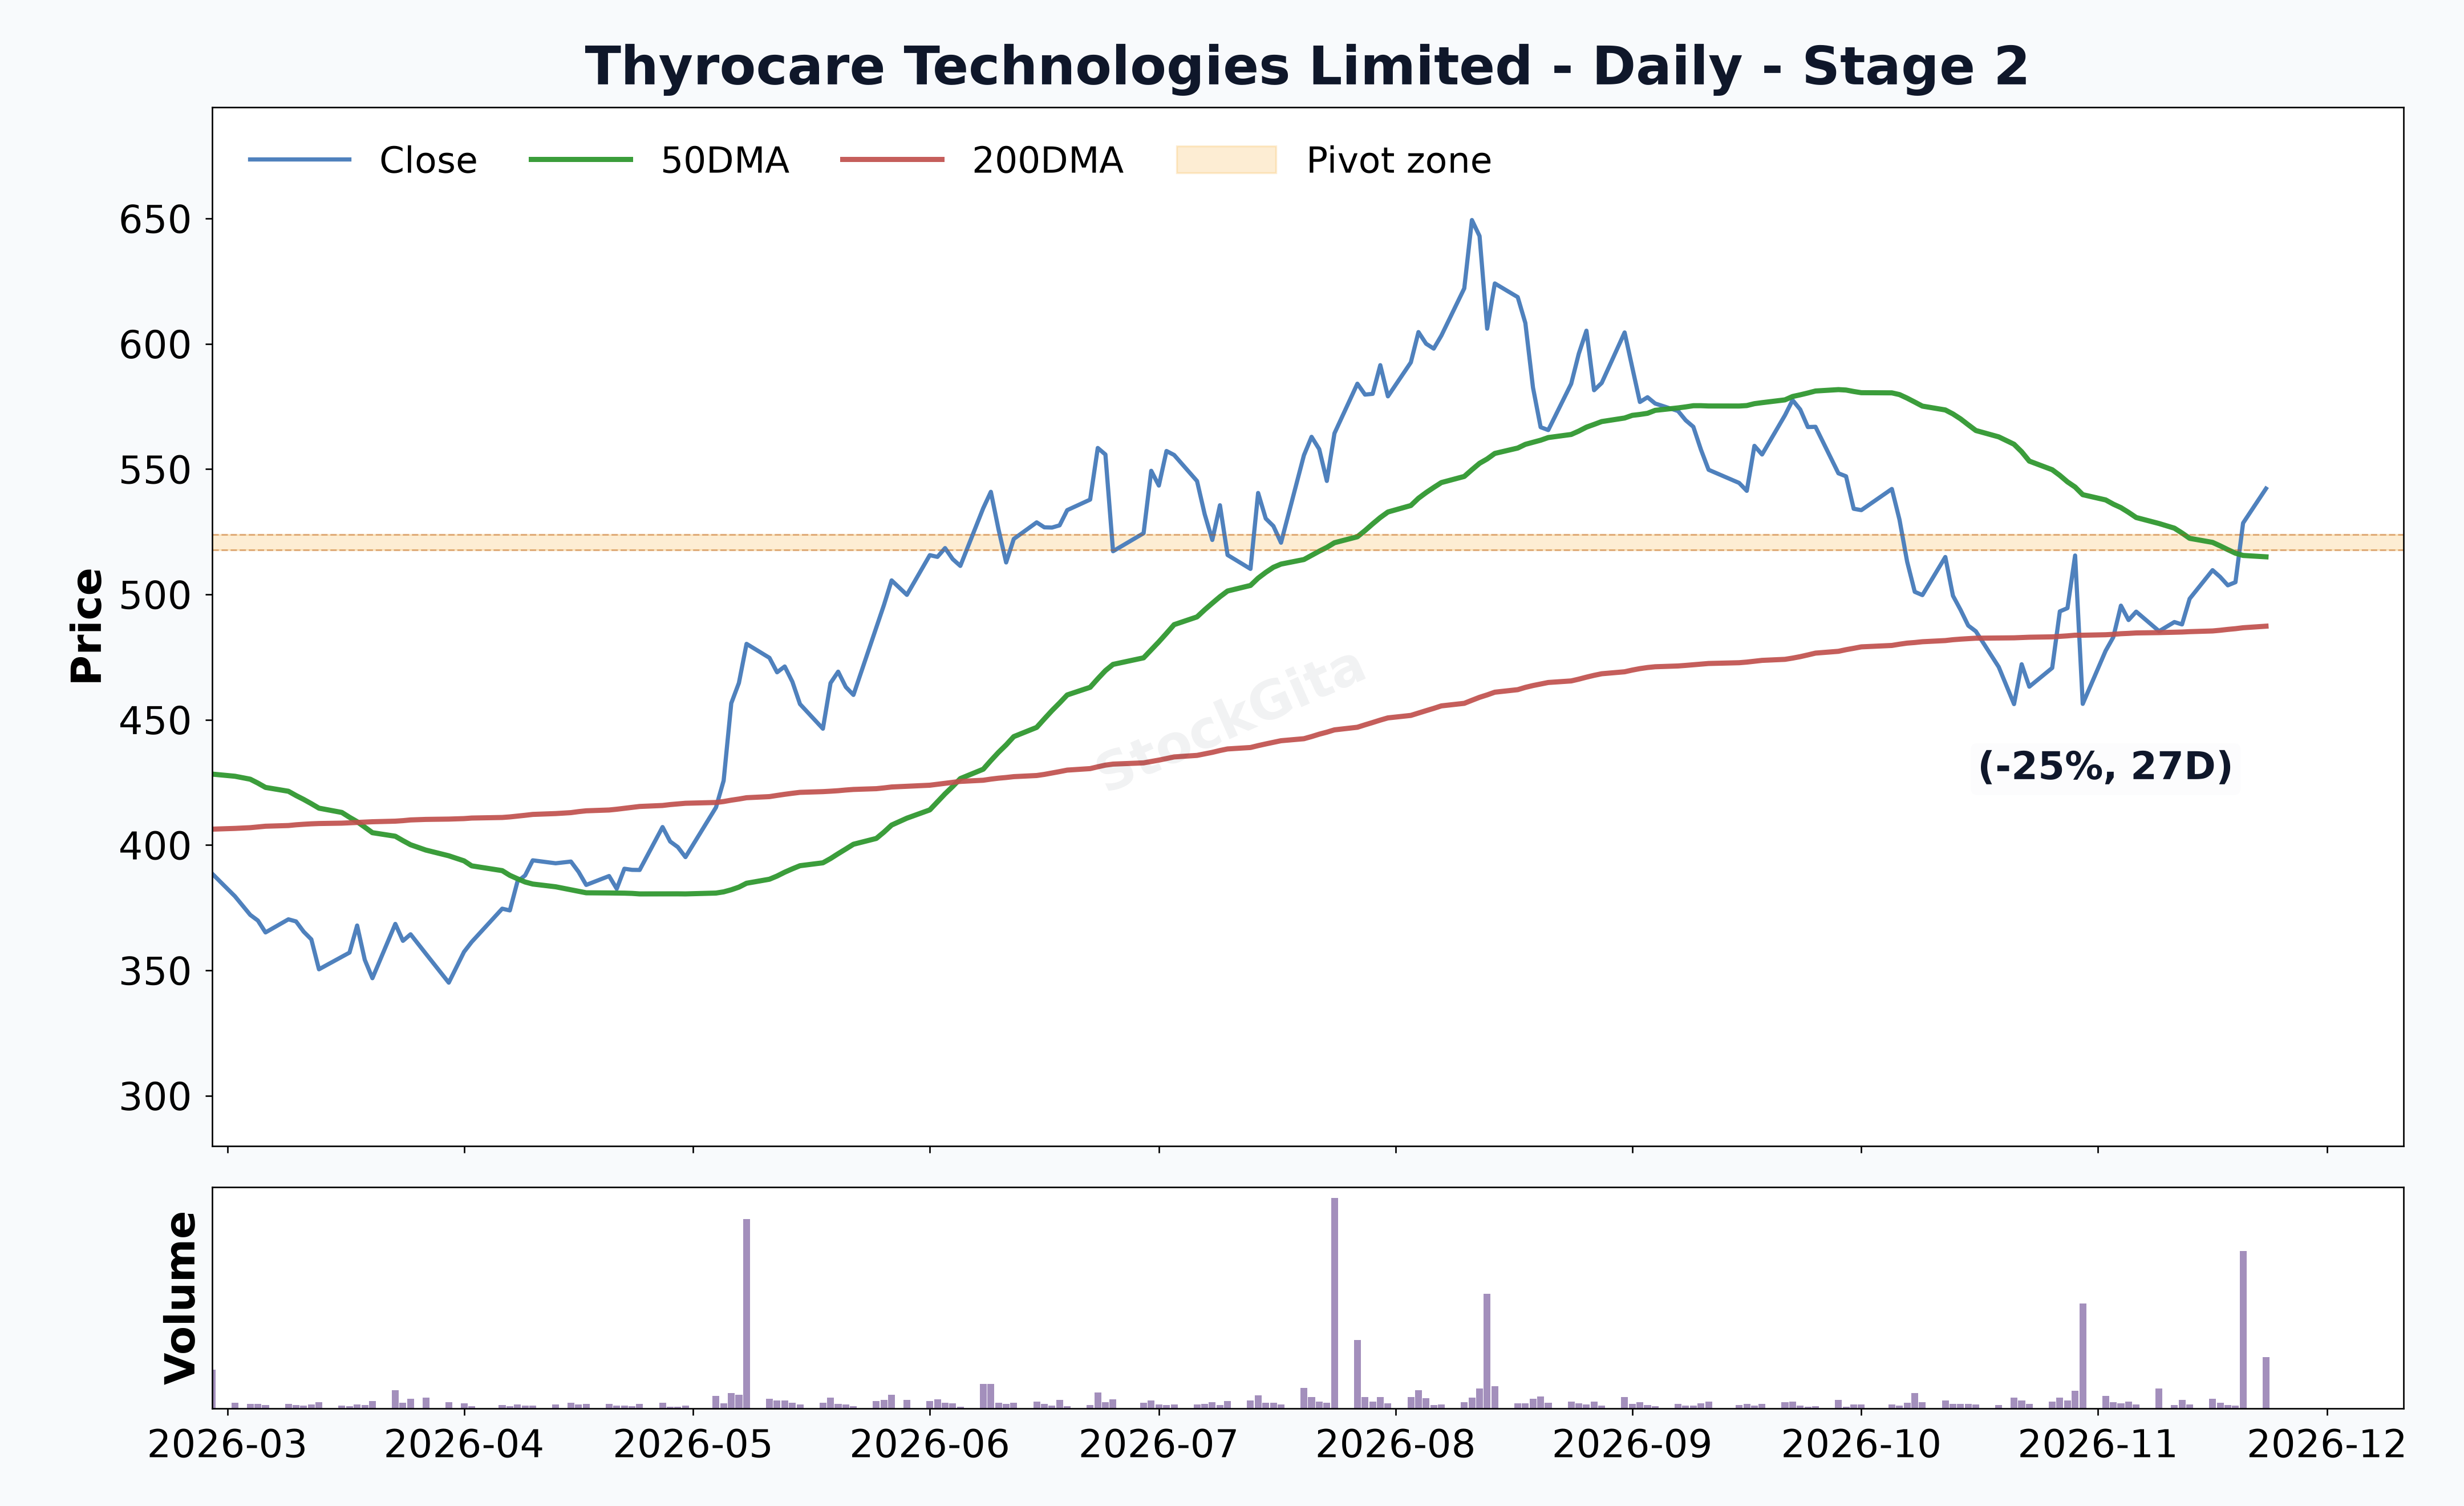 Thyrocare Technologies Limited - Daily - Stage 2
Close 50DMA 200DMA Pivot zone
Price
650
600
550
500
450
400
350
300
StockGita
(-25%, 27D)
Volume
2026-03 2026-04 2026-05 2026-06 2026-07 2026-08 2026-09 2026-10 2026-11 2026-12